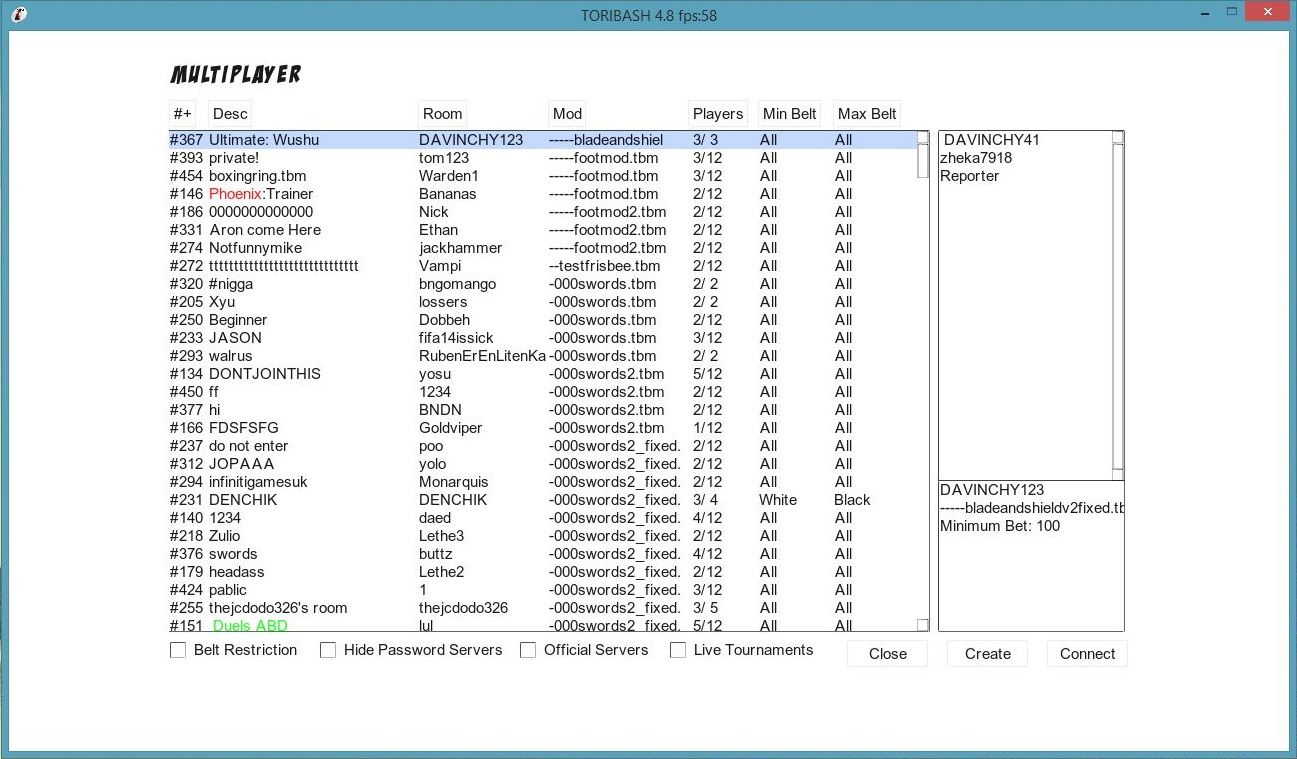 TORIBASH 4.8 fps:58
MULTIPLAYER
#+ Desc Room Mod Players Min Belt Max Belt
#367 Ultimate: Wushu DAVINCHY123 -----bladeandshiel 3/ 3 All All
#393 private! tom123 -----footmod.tbm 3/12 All All
#454 boxingring.tbm Warden1 -----footmod.tbm 3/12 All All
#146 Phoenix:Trainer Bananas -----footmod.tbm 2/12 All All
#186 0000000000000 Nick -----footmod2.tbm 2/12 All All
#331 Aron come Here Ethan -----footmod2.tbm 2/12 All All
#274 Notfunnymike jackhammer -----footmod2.tbm 2/12 All All
#272 tttttttttttttttttttttttttttttt Vampi --testfrisbee.tbm 2/12 All All
#320 #nigga bngomango -000swords.tbm 2/ 2 All All
#205 Xyu lossers -000swords.tbm 2/ 2 All All
#250 Beginner Dobbeh -000swords.tbm 2/12 All All
#233 JASON fifa14issick -000swords.tbm 3/12 All All
#293 walrus RubenErEnLitenKa -000swords.tbm 2/ 2 All All
#134 DONTJOINTHIS yosu -000swords2.tbm 5/12 All All
#450 ff 1234 -000swords2.tbm 2/12 All All
#377 hi BNDN -000swords2.tbm 2/12 All All
#166 FDSFSFG Goldviper -000swords2.tbm 1/12 All All
#237 do not enter poo -000swords2_fixed. 2/12 All All
#312 JOPAAA yolo -000swords2_fixed. 2/12 All All
#294 infinitigamesuk Monarquis -000swords2_fixed. 2/12 All All
#231 DENCHIK DENCHIK -000swords2_fixed. 3/ 4 White Black
#140 1234 daed -000swords2_fixed. 4/12 All All
#218 Zulio Lethe3 -000swords2_fixed. 2/12 All All
#376 swords buttz -000swords2_fixed. 4/12 All All
#179 headass Lethe2 -000swords2_fixed. 2/12 All All
#424 pablic 1 -000swords2_fixed. 3/12 All All
#255 thejcdodo326's room thejcdodo326 -000swords2_fixed. 3/ 5 All All
#151 Duels ABD lul -000swords2_fixed. 5/12 All All
DAVINCHY41
zheka7918
Reporter
DAVINCHY123
-----bladeandshieldv2fixed.tb
Minimum Bet: 100
Belt Restriction Hide Password Servers Official Servers Live Tournaments Close Create Connect